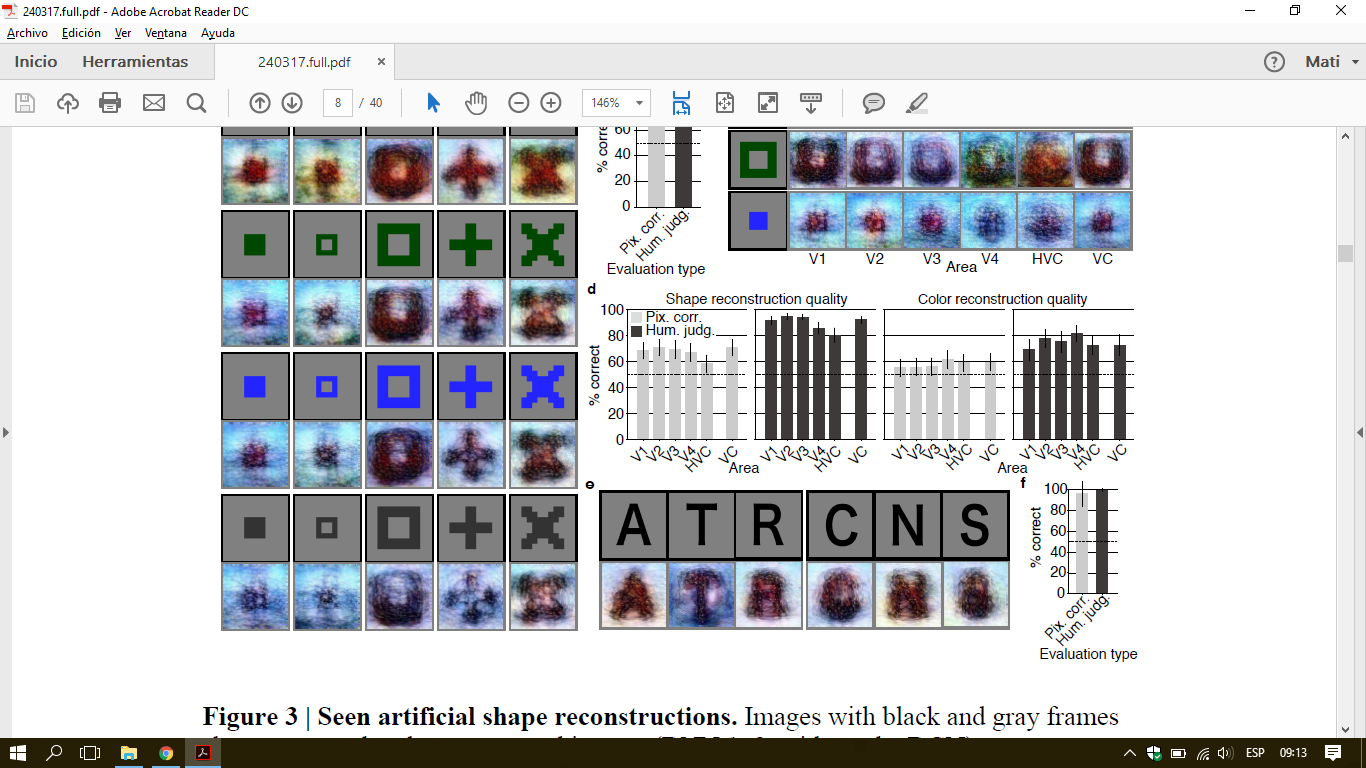 240317.full.pdf - Adobe Acrobat Reader DC
Archivo Edición Ver Ventana Ayuda
Inicio Herramientas 240317.full.pdf × ? Mati
8 / 40 146%
% correct
60
40
20
0
Pix. corr.
Hum. judg.
Evaluation type
V1 V2 V3 V4 HVC VC
Area
d
Shape reconstruction quality Color reconstruction quality
Pix. corr.
Hum. judg.
% correct
100
80
60
40
20
0
V1 V2 V3 V4 HVC VC
V1 V2 V3 V4 HVC VC
Area
V1 V2 V3 V4 HVC VC
V1 V2 V3 V4 HVC VC
Area
e
A T R C N S
f
% correct
100
80
60
40
20
0
Pix. corr.
Hum. judg.
Evaluation type
Figure 3 | Seen artificial shape reconstructions. Images with black and gray frames
ESP 09:13